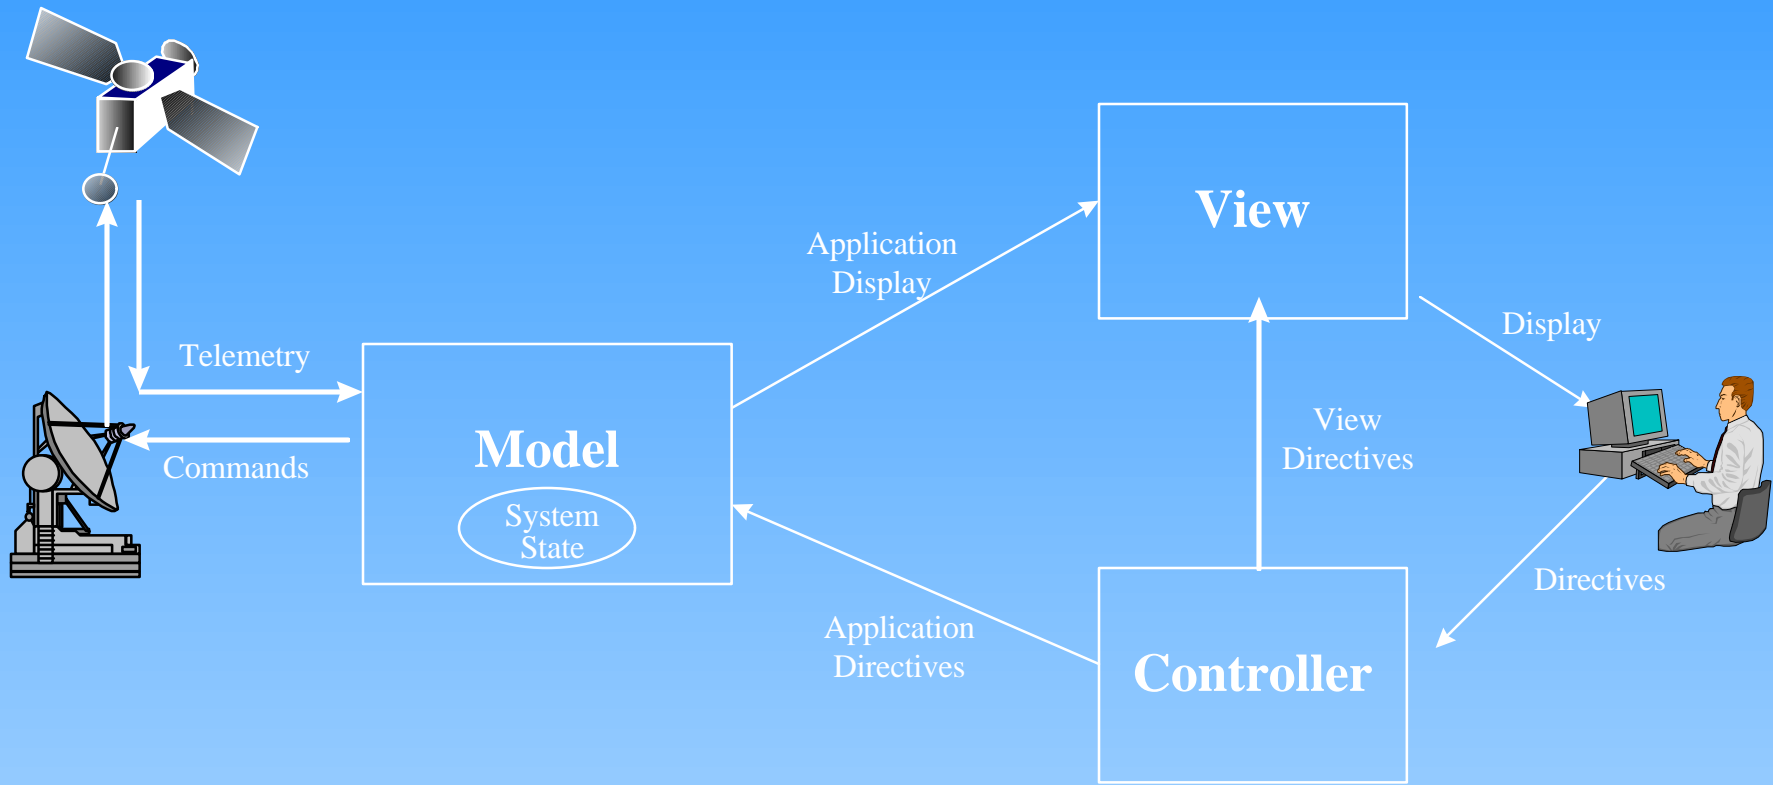 View
Application
Display
Display
Telemetry
View
Directives
Model
Commands
System
State
Directives
Application
Directives
Controller